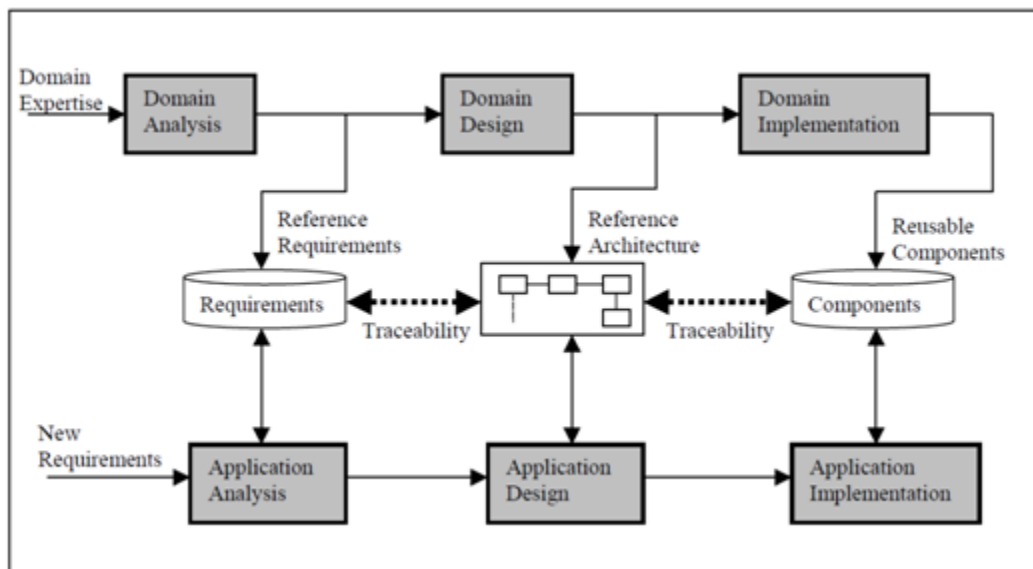 Domain
Expertise
Domain
Analysis
Domain
Design
Domain
Implementation
Reference
Requirements
Reference
Architecture
Reusable
Components
Requirements
Traceability
Traceability
Components
New
Requirements
Application
Analysis
Application
Design
Application
Implementation